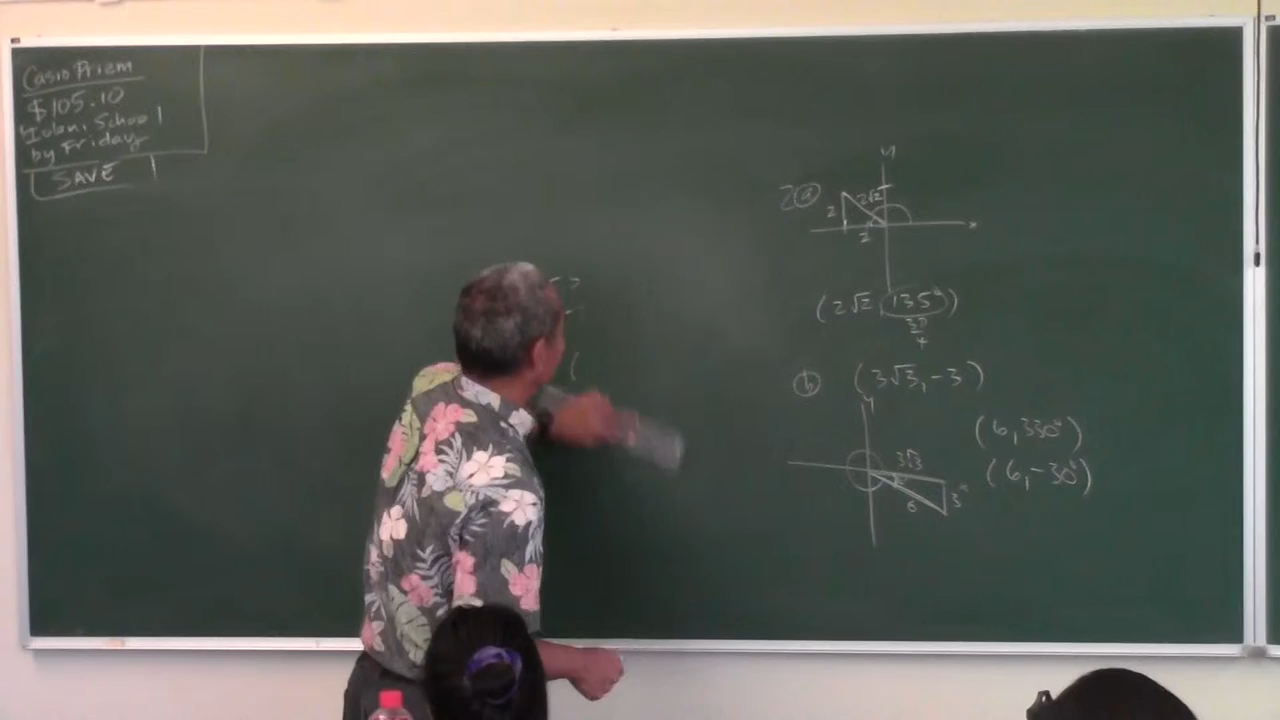 Casio Prizm
$105.10
Iolani School
by Friday
SAVE
2 a
y
2
2√2
x
2
(2√2 135°)
3π
4
b (3√3, -3)
y
(6, 330°)
3√3
(6, -30°)
3
6